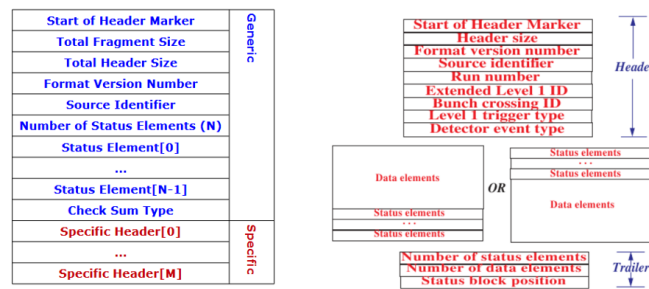 Start of Header Marker
Total Fragment Size
Total Header Size
Format Version Number
Source Identifier
Number of Status Elements (N)
Status Element[0]
...
Status Element[N-1]
Check Sum Type
Generic
Specific Header[0]
...
Specific Header[M]
Specific
Start of Header Marker
Header size
Format version number
Source identifier
Run number
Extended Level 1 ID
Bunch crossing ID
Level 1 trigger type
Detector event type
Heade
Data elements
Status elements
...
Status elements
OR
Status elements
...
Status elements
Data elements
Number of status elements
Number of data elements
Status block position
Trailer